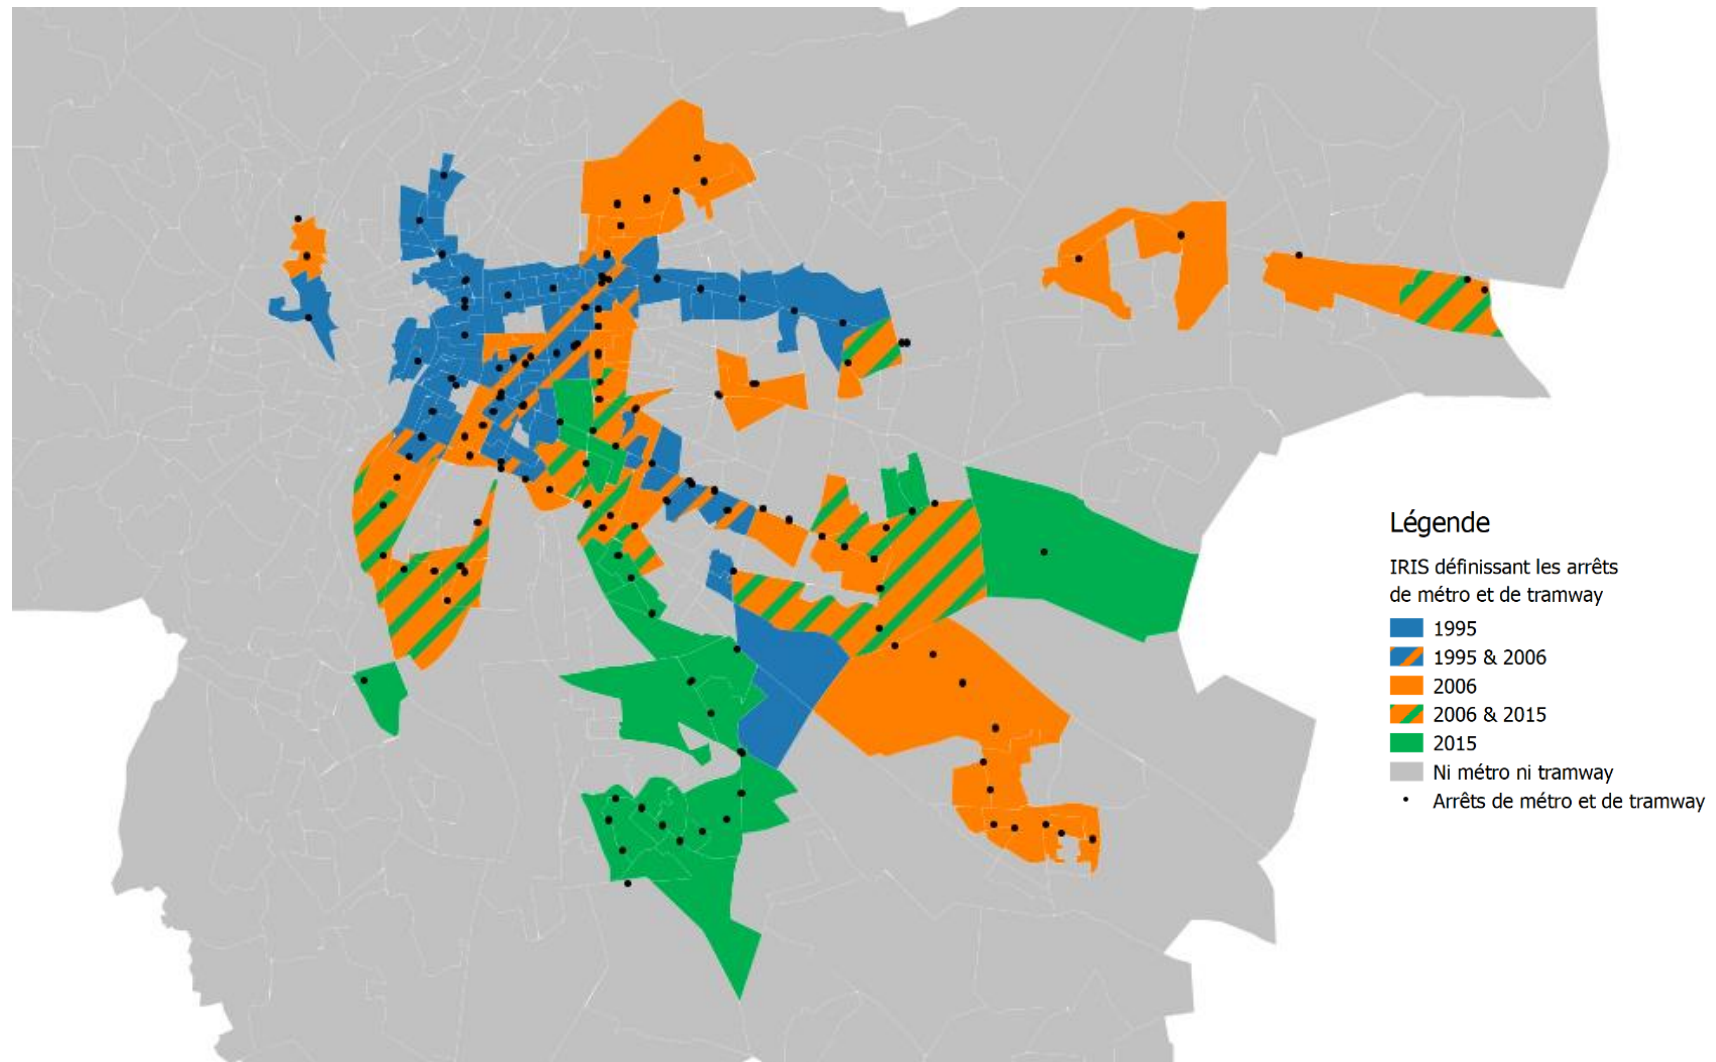 Légende
IRIS définissant les arrêts
de métro et de tramway
1995
1995 & 2006
2006
2006 & 2015
2015
Ni métro ni tramway
Arrêts de métro et de tramway